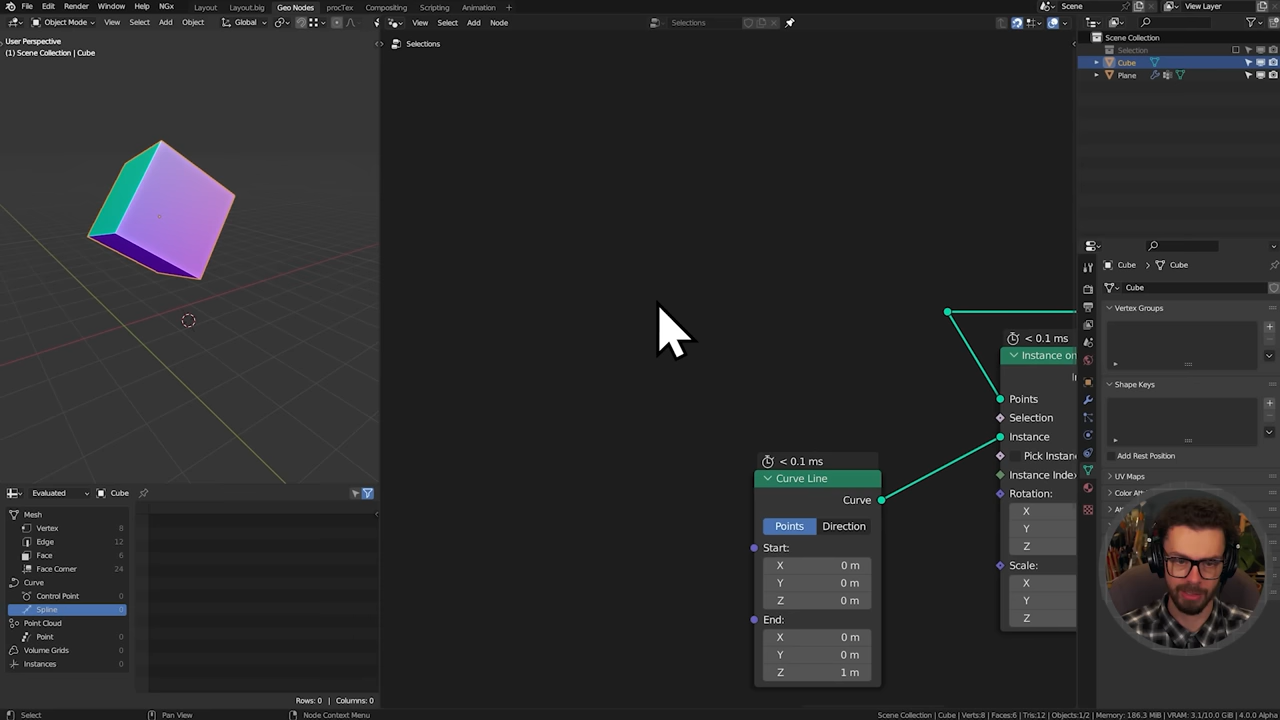 File Edit Render Window Help NGx Layout Layout.big Geo Nodes procTex Compositing Scripting Animation Scene View Layer
Object Mode View Select Add Object Global View Select Add Node Selections
User Perspective
(1) Scene Collection | Cube
Selections
Scene Collection
Selection
Cube
Plane
Cube Cube
Cube
Vertex Groups
Shape Keys
Add Rest Position
UV Maps
< 0.1 ms
Instance on
Points
Selection
Instance
Pick Instanc
Instance Index
Rotation:
X
Y
Z
Scale:
X
Y
Z
< 0.1 ms
Curve Line
Curve
Points Direction
Start:
X 0 m
Y 0 m
Z 0 m
End:
X 0 m
Y 0 m
Z 1 m
Evaluated Cube
Mesh
Vertex 8
Edge 12
Face 6
Face Corner 24
Curve
Control Point 0
Spline 0
Point Cloud
Point 0
Volume Grids 0
Instances 0
Rows: 0 Columns: 0
Select Pan View Node Context Menu Scene Collection | Cube | Verts:8 | Faces:6 | Tris:12 | Objects:1/2 | Memory: 186.3 MiB | VRAM: 3.1/10.0 GiB | 4.0.0 Alpha